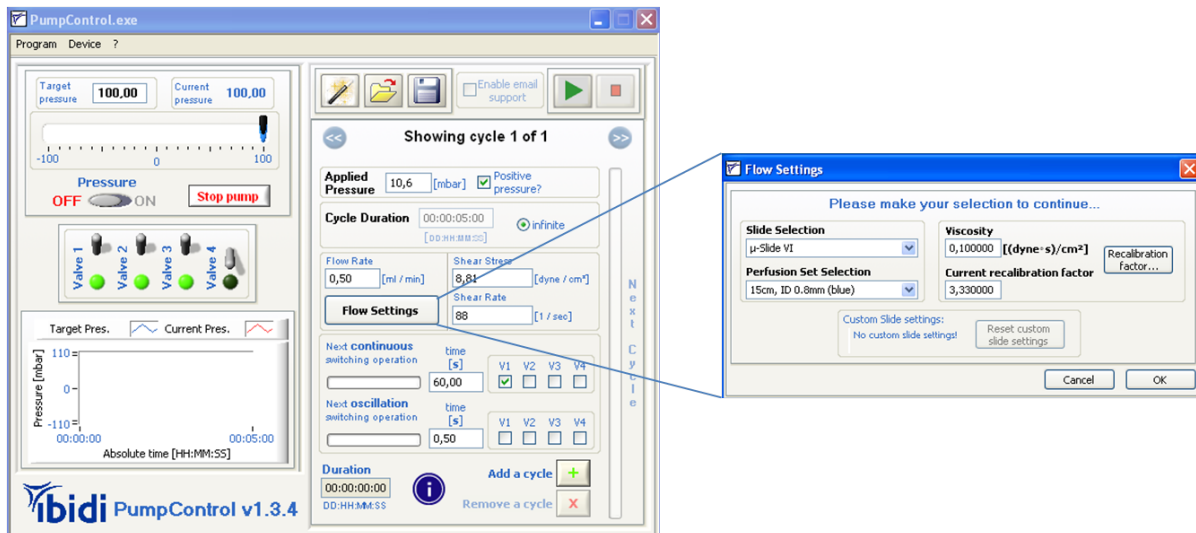 PumpControl.exe
Program Device ?
Target pressure 100,00 Current pressure 100,00
-100 0 100
Pressure
OFF ON Stop pump
Valve 1 Valve 2 Valve 3 Valve 4
Target Pres. Current Pres.
Pressure [mbar]
110
0
-110
00:00:00 00:05:00
Absolute time [HH:MM:SS]
ibidi PumpControl v1.3.4
Enable email support
<< Showing cycle 1 of 1 >>
Applied Pressure 10,6 [mbar] Positive pressure?
Cycle Duration 00:00:05:00 infinite
[DD:HH:MM:SS]
Flow Rate Shear Stress
0,50 [ml / min] 8,81 [dyne / cm²]
Flow Settings Shear Rate
88 [1 / sec]
Next continuous switching operation time [s]
V1 V2 V3 V4
60,00
Next oscillation switching operation time [s]
V1 V2 V3 V4
0,50
Duration
00:00:00:00
DD:HH:MM:SS
i
Add a cycle +
Remove a cycle X
Next Cycle
Flow Settings
Please make your selection to continue...
Slide Selection Viscosity
µ-Slide VI 0,100000 [(dyne*s)/cm²] Recalibration factor...
Perfusion Set Selection Current recalibration factor
15cm, ID 0.8mm (blue) 3,330000
Custom Slide settings:
No custom slide settings! Reset custom slide settings
Cancel OK